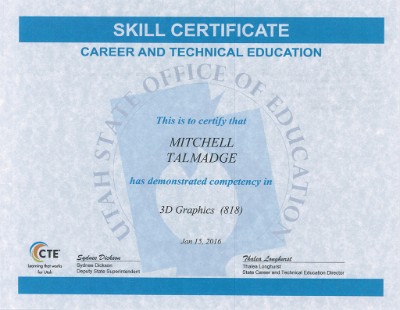 SKILL CERTIFICATE
CAREER AND TECHNICAL EDUCATION
UTAH STATE OFFICE OF EDUCATION
This is to certify that
MITCHELL
TALMADGE
has demonstrated competency in
3D Graphics (818)
Jan 15, 2016
CTE
Learning that works
for Utah
Sydnee Dickson
Sydnee Dickson
Deputy State Superintendent
Thalea Longhurst
Thalea Longhurst
State Career and Technical Education Director